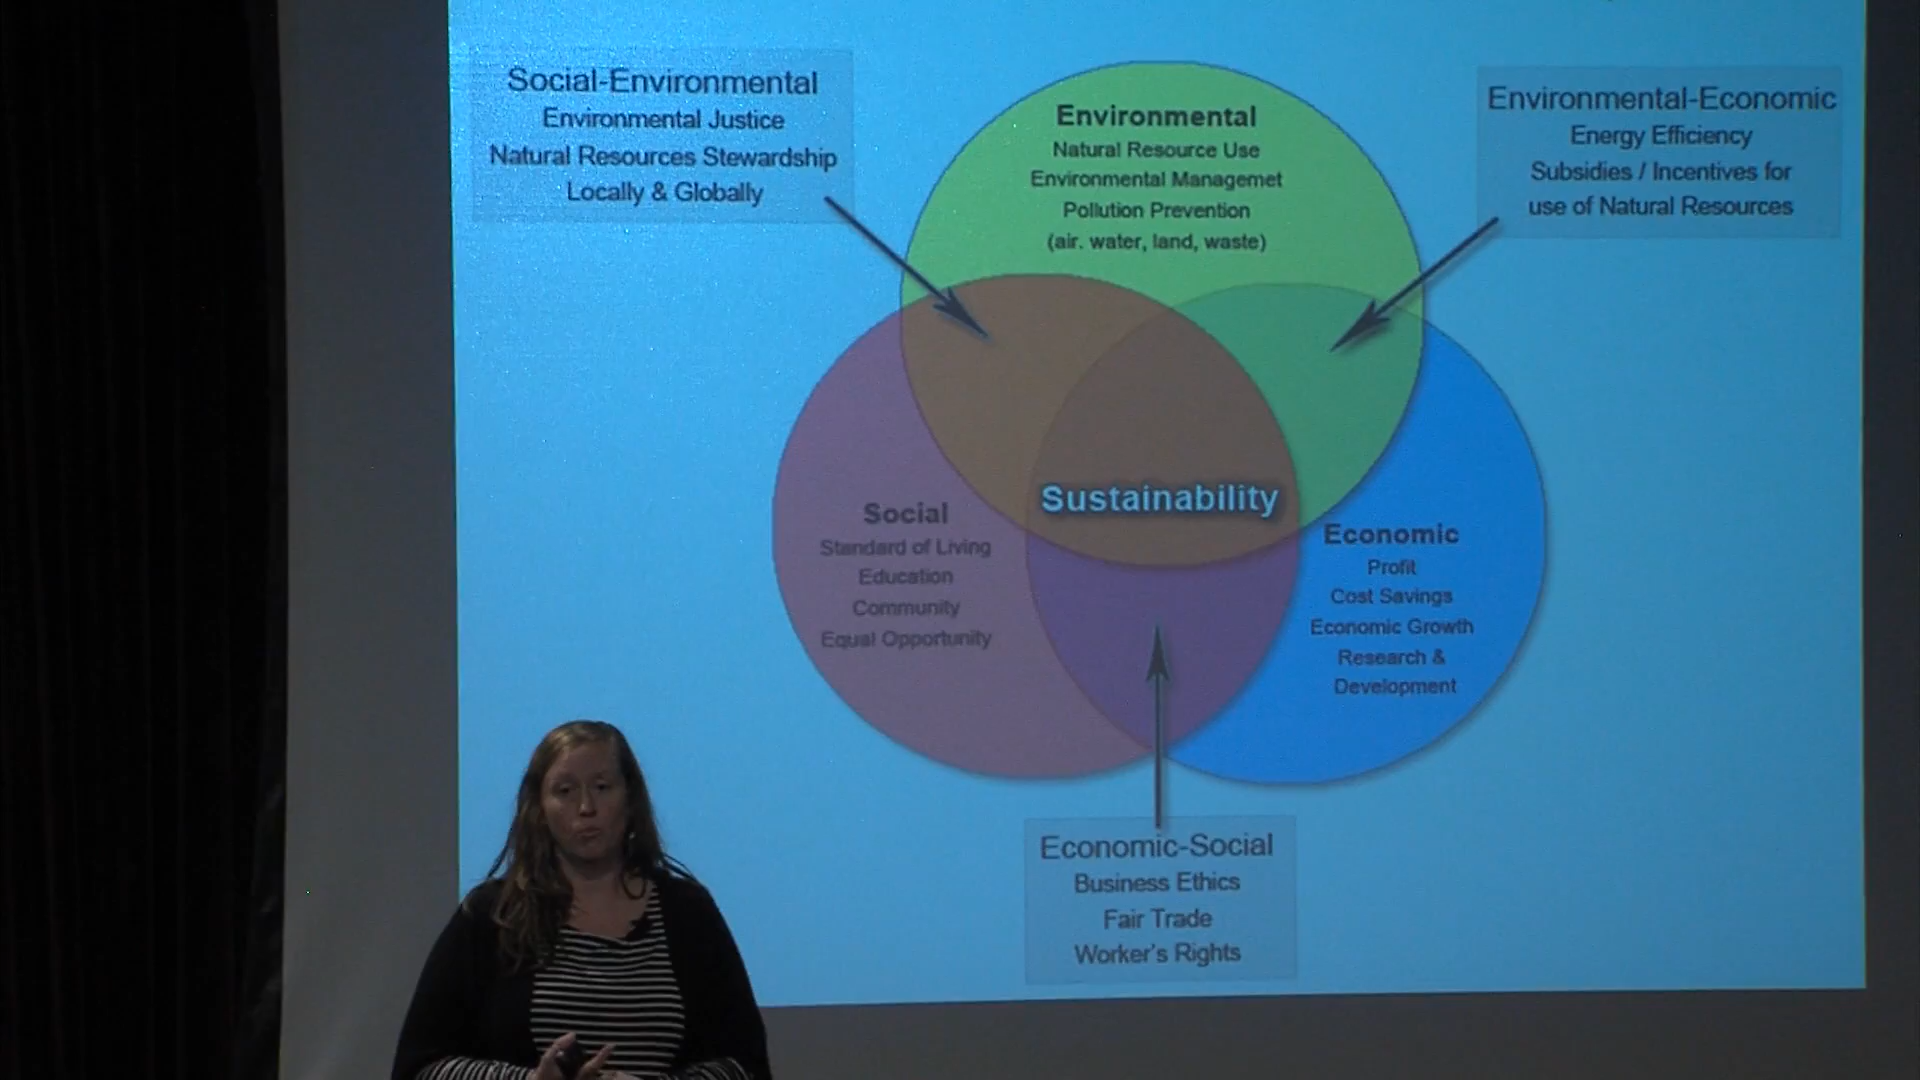 Social-Environmental
Environmental Justice
Natural Resources Stewardship
Locally & Globally
Environmental
Natural Resource Use
Environmental Managemet
Pollution Prevention
(air. water, land, waste)
Environmental-Economic
Energy Efficiency
Subsidies / Incentives for
use of Natural Resources
Sustainability
Social
Standard of Living
Education
Community
Equal Opportunity
Economic
Profit
Cost Savings
Economic Growth
Research &
Development
Economic-Social
Business Ethics
Fair Trade
Worker's Rights